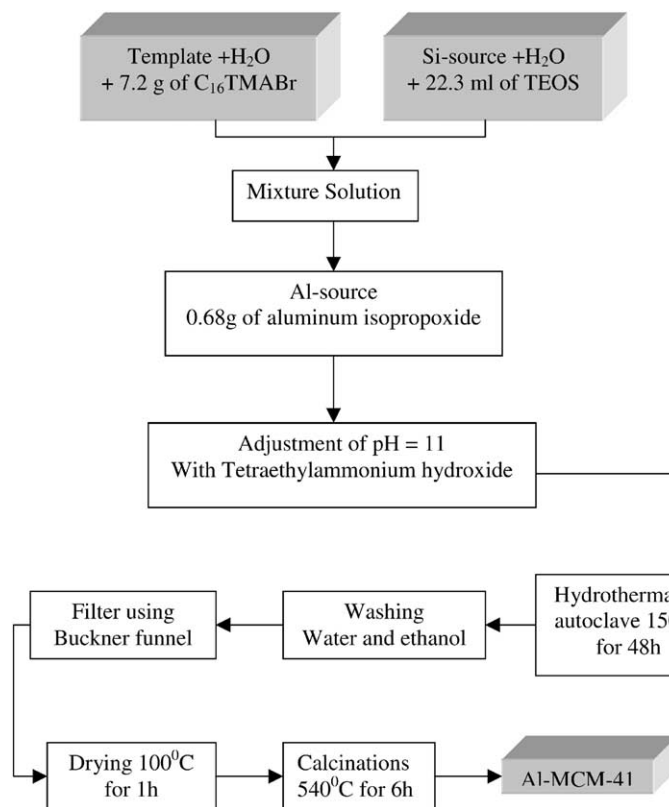 Template +H₂O
+ 7.2 g of C₁₆TMABr
Si-source +H₂O
+ 22.3 ml of TEOS
Mixture Solution
Al-source
0.68g of aluminum isopropoxide
Adjustment of pH = 11
With Tetraethylammonium hydroxide
autoclave
for 48h
Washing
Water and ethanol
Filter using
Buckner funnel
Drying 100⁰C
for 1h
Calcinations
540⁰C for 6h
Al-MCM-41